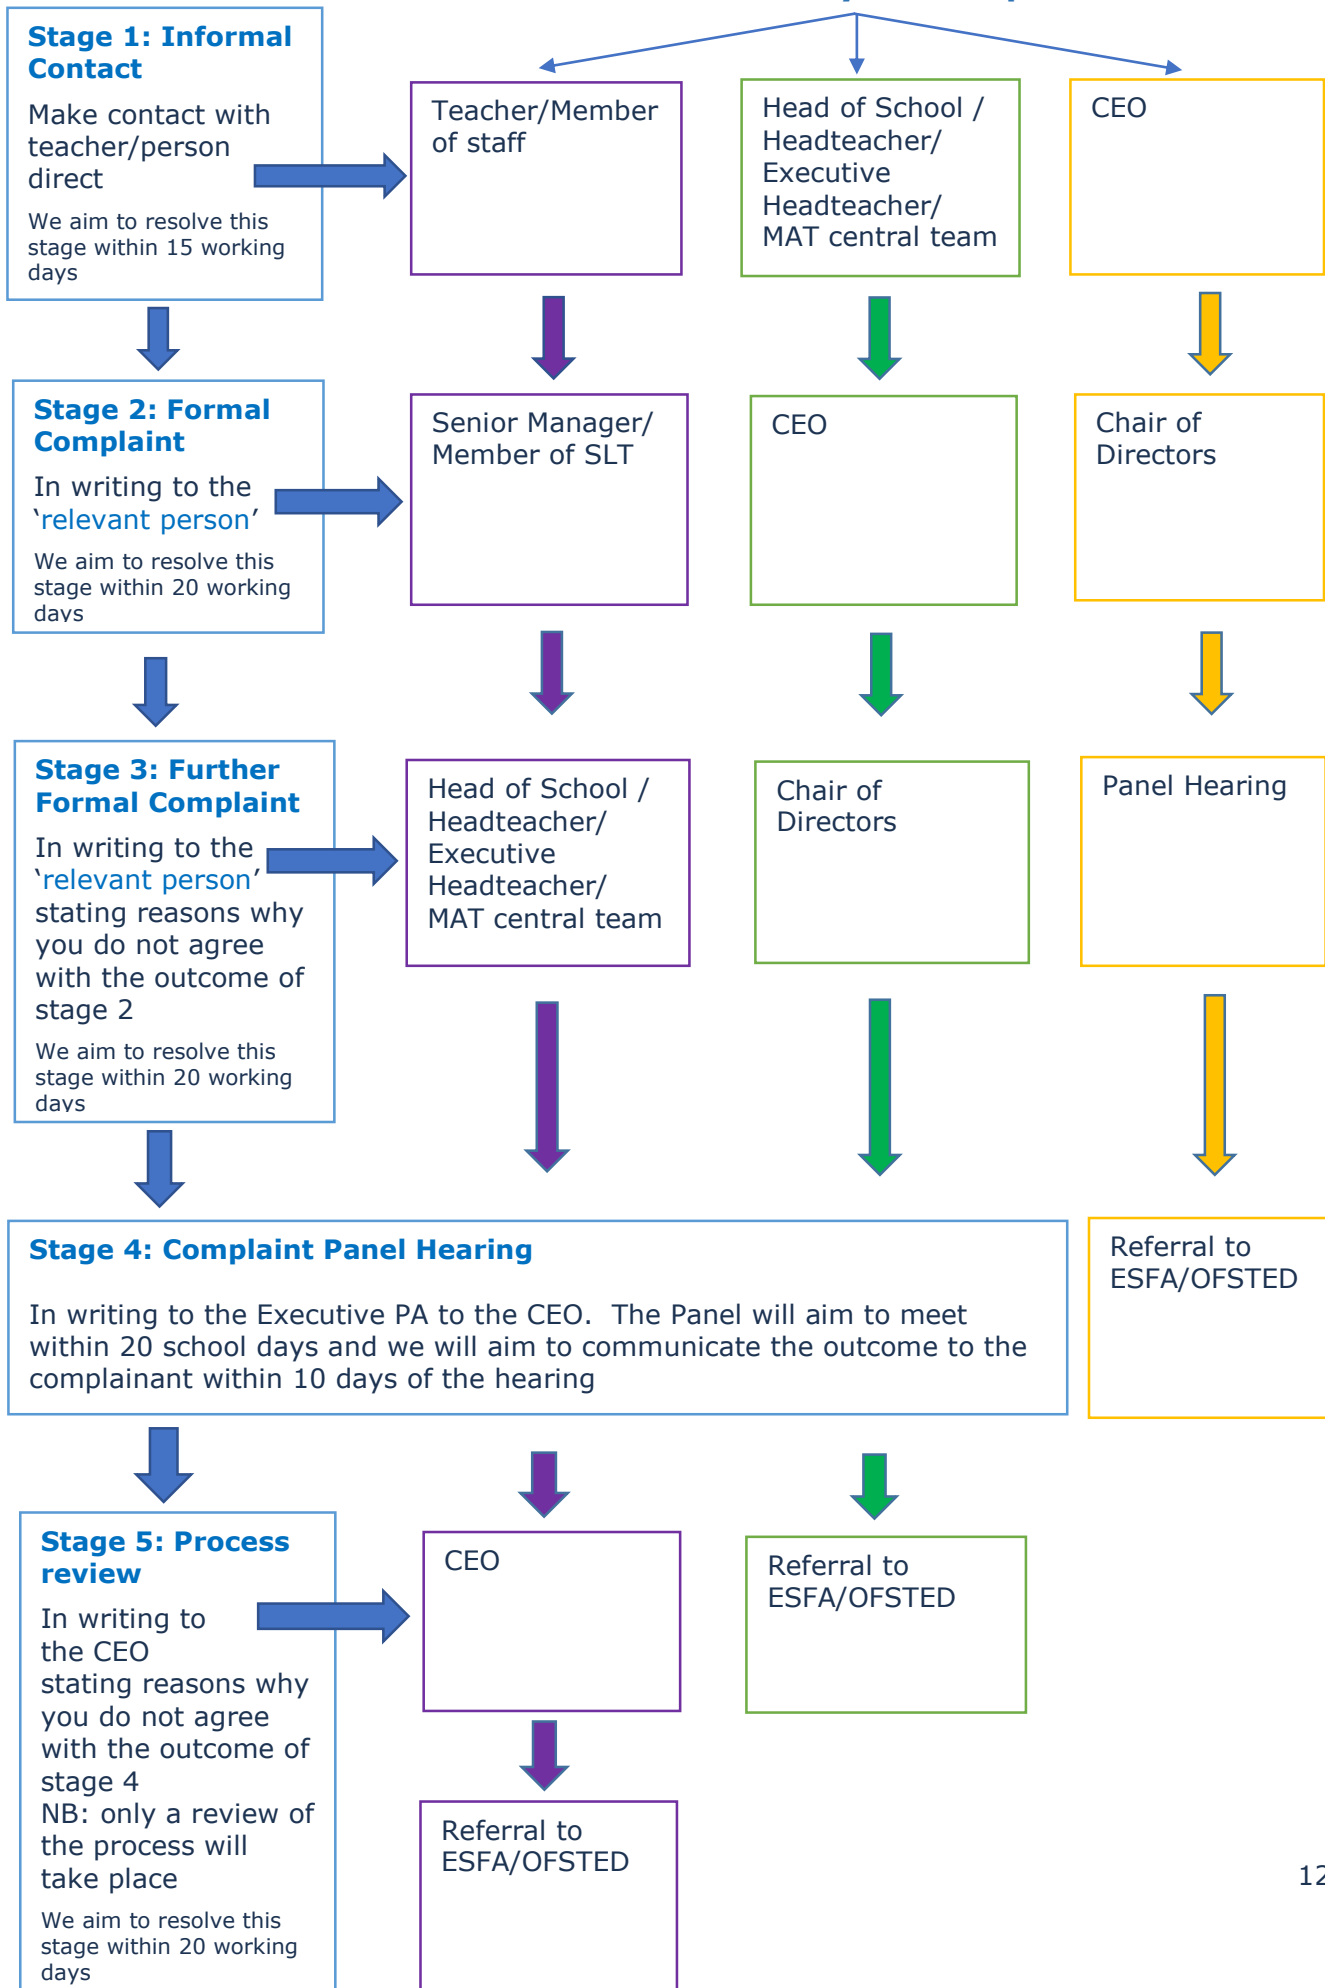 Stage 1: Informal
Contact
Make contact with
teacher/person
direct
We aim to resolve this
stage within 15 working
days
Teacher/Member
of staff
Head of School /
Headteacher/
Executive
Headteacher/
MAT central team
CEO
Stage 2: Formal
Complaint
In writing to the
‘relevant person’
We aim to resolve this
stage within 20 working
days
Senior Manager/
Member of SLT
CEO
Chair of
Directors
Stage 3: Further
Formal Complaint
In writing to the
‘relevant person’
stating reasons why
you do not agree
with the outcome of
stage 2
We aim to resolve this
stage within 20 working
days
Head of School /
Headteacher/
Executive
Headteacher/
MAT central team
Chair of
Directors
Panel Hearing
Stage 4: Complaint Panel Hearing
In writing to the Executive PA to the CEO. The Panel will aim to meet
within 20 school days and we will aim to communicate the outcome to the
complainant within 10 days of the hearing
Referral to
ESFA/OFSTED
Stage 5: Process
review
In writing to
the CEO
stating reasons why
you do not agree
with the outcome of
stage 4
NB: only a review of
the process will
take place
We aim to resolve this
stage within 20 working
days
CEO
Referral to
ESFA/OFSTED
Referral to
ESFA/OFSTED
12